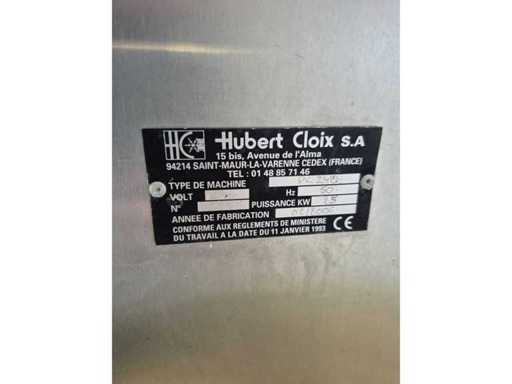 HC Hubert Cloix S.A
15 bis, Avenue de l'Alma
94214 SAINT-MAUR-LA-VARENNE CEDEX (FRANCE)
TEL : 01 48 85 71 46
TYPE DE MACHINE
VOLT Hz 50
N° PUISSANCE KW
ANNEE DE FABRICATION
CONFORME AUX REGLEMENTS DE MINISTERE
DU TRAVAIL A LA DATE DU 11 JANVIER 1993 CE